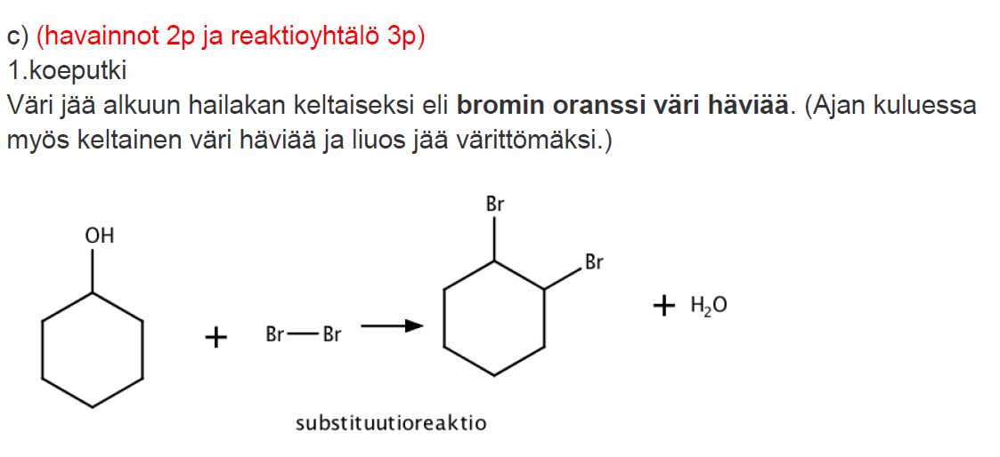 c) (havainnot 2p ja reaktioyhtälö 3p)
1.koeputki
Väri jää alkuun hailakan keltaiseksi eli bromin oranssi väri häviää. (Ajan kuluessa
myös keltainen väri häviää ja liuos jää värittömäksi.)
Br
OH
Br
+ H₂O
+ Br—Br
substituutioreaktio